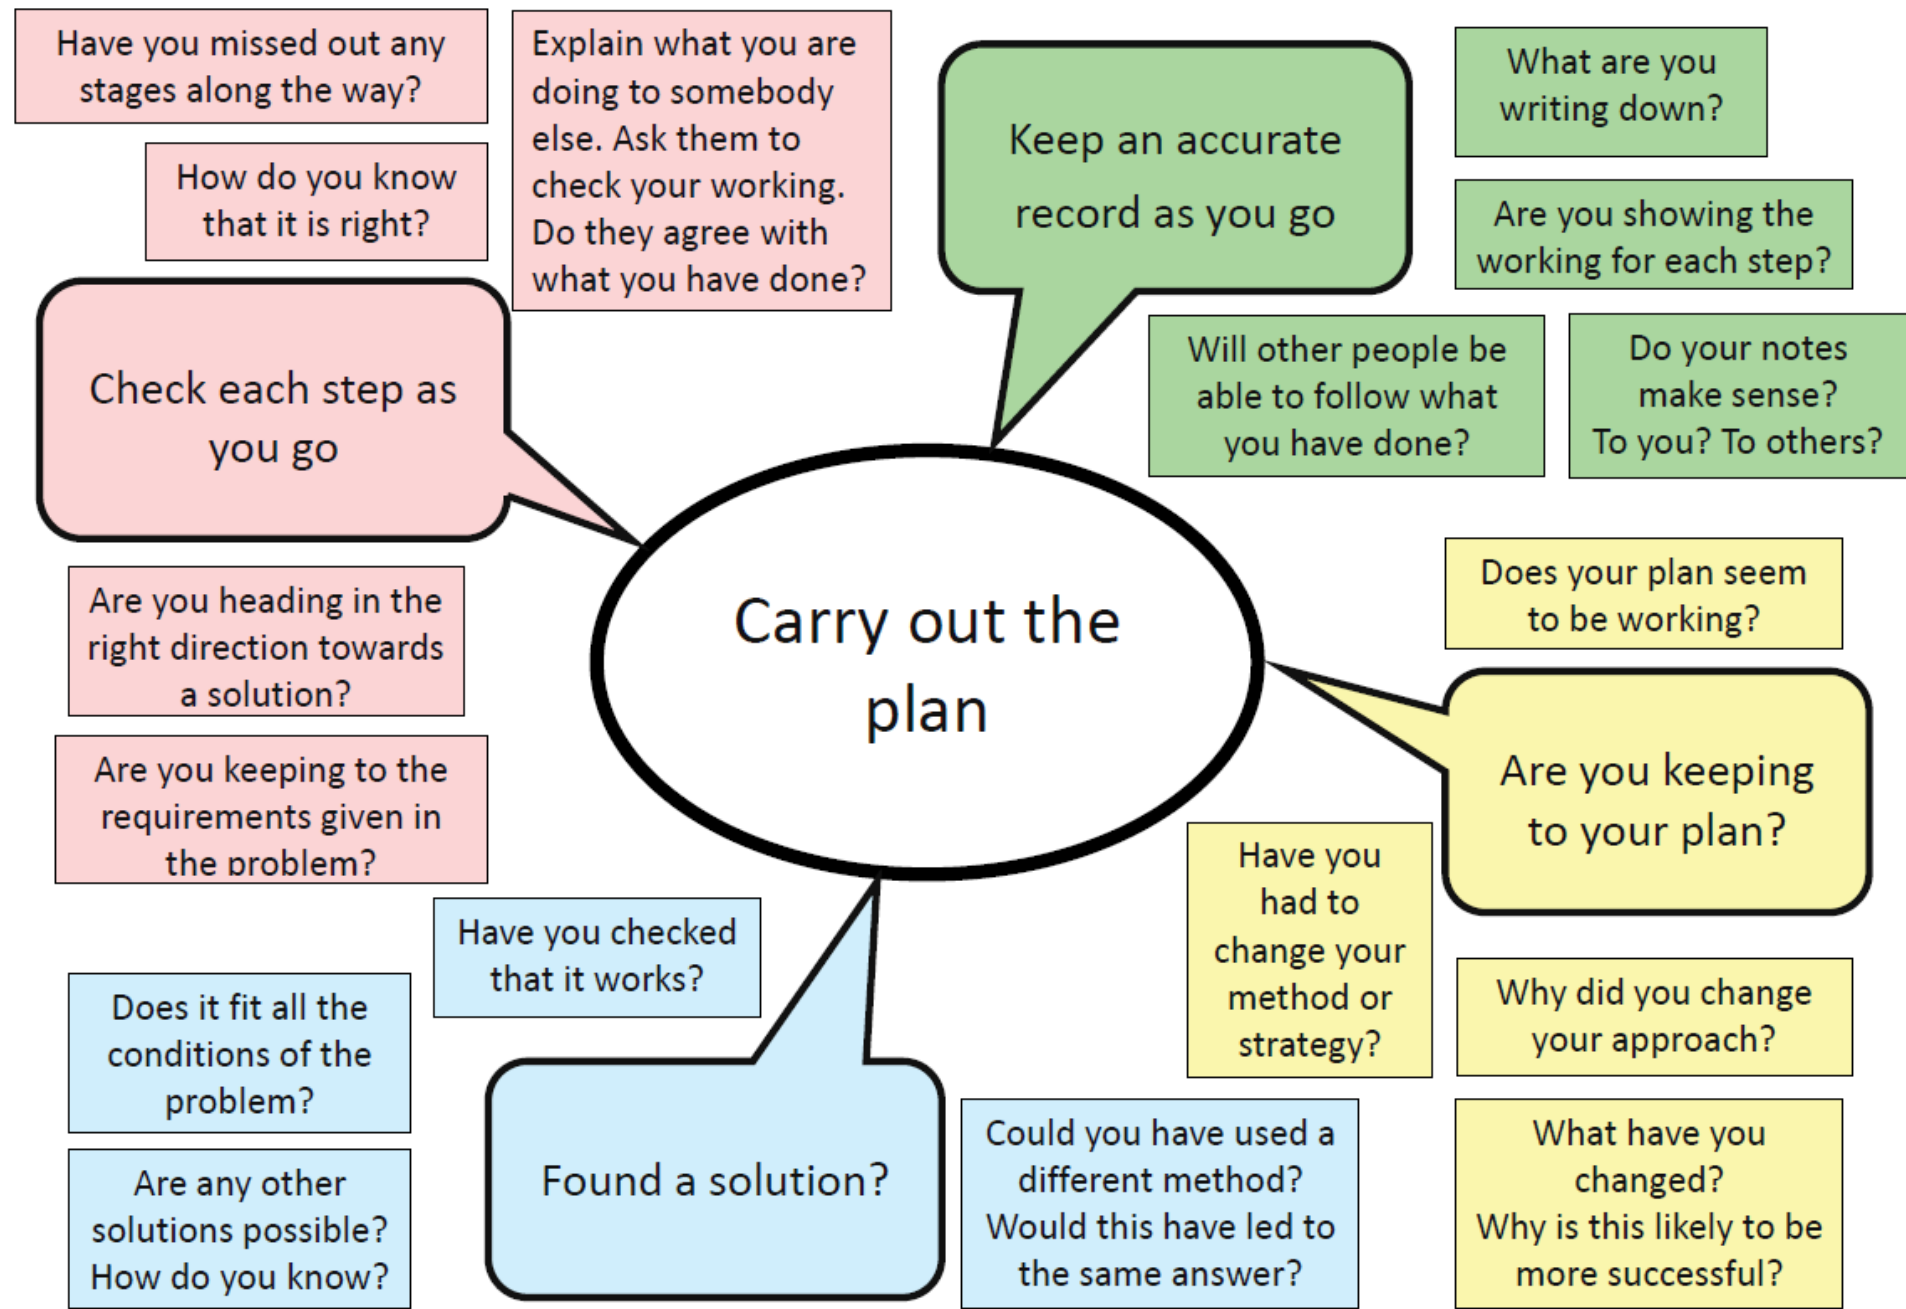 Have you missed out any
stages along the way?
How do you know
that it is right?
Explain what you are
doing to somebody
else. Ask them to
check your working.
Do they agree with
what you have done?
Check each step as
you go
Are you heading in the
right direction towards
a solution?
Are you keeping to the
requirements given in
the problem?
Keep an accurate
record as you go
What are you
writing down?
Are you showing the
working for each step?
Will other people be
able to follow what
you have done?
Do your notes
make sense?
To you? To others?
Carry out the
plan
Does your plan seem
to be working?
Are you keeping
to your plan?
Have you
had to
change your
method or
strategy?
Why did you change
your approach?
What have you
changed?
Why is this likely to be
more successful?
Have you checked
that it works?
Does it fit all the
conditions of the
problem?
Are any other
solutions possible?
How do you know?
Found a solution?
Could you have used a
different method?
Would this have led to
the same answer?